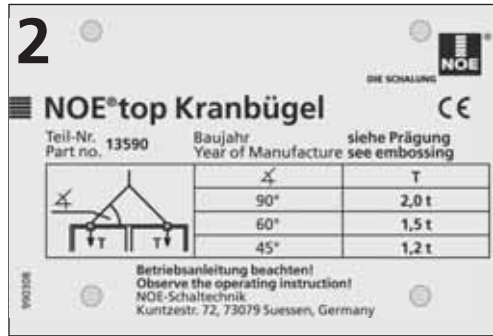 2
NOE®
DIE SCHALUNG
NOE®top Kranbügel CE
Teil-Nr. 13590 Baujahr siehe Prägung
Part no. Year of Manufacture see embossing
∡ T
90° 2,0 t
60° 1,5 t
45° 1,2 t
∡
T T
Betriebsanleitung beachten!
Observe the operating instruction!
NOE-Schaltechnik
Kuntzestr. 72, 73079 Suessen, Germany